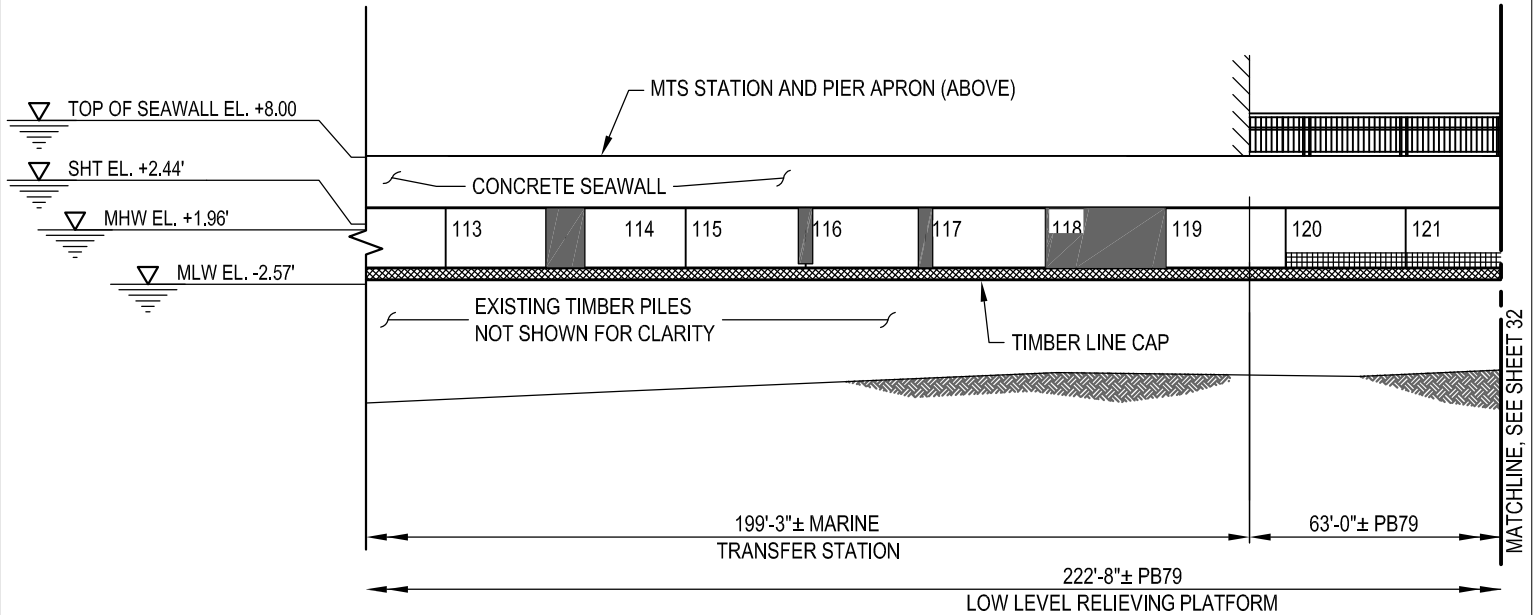 MTS STATION AND PIER APRON (ABOVE)
TOP OF SEAWALL EL. +8.00
SHT EL. +2.44'
CONCRETE SEAWALL
MHW EL. +1.96'
113 114 115 116 117 118 119 120 121
MLW EL. -2.57'
EXISTING TIMBER PILES
NOT SHOWN FOR CLARITY
TIMBER LINE CAP
MATCHLINE, SEE SHEET 32
199'-3"± MARINE
TRANSFER STATION
63'-0"± PB79
222'-8"± PB79
LOW LEVEL RELIEVING PLATFORM